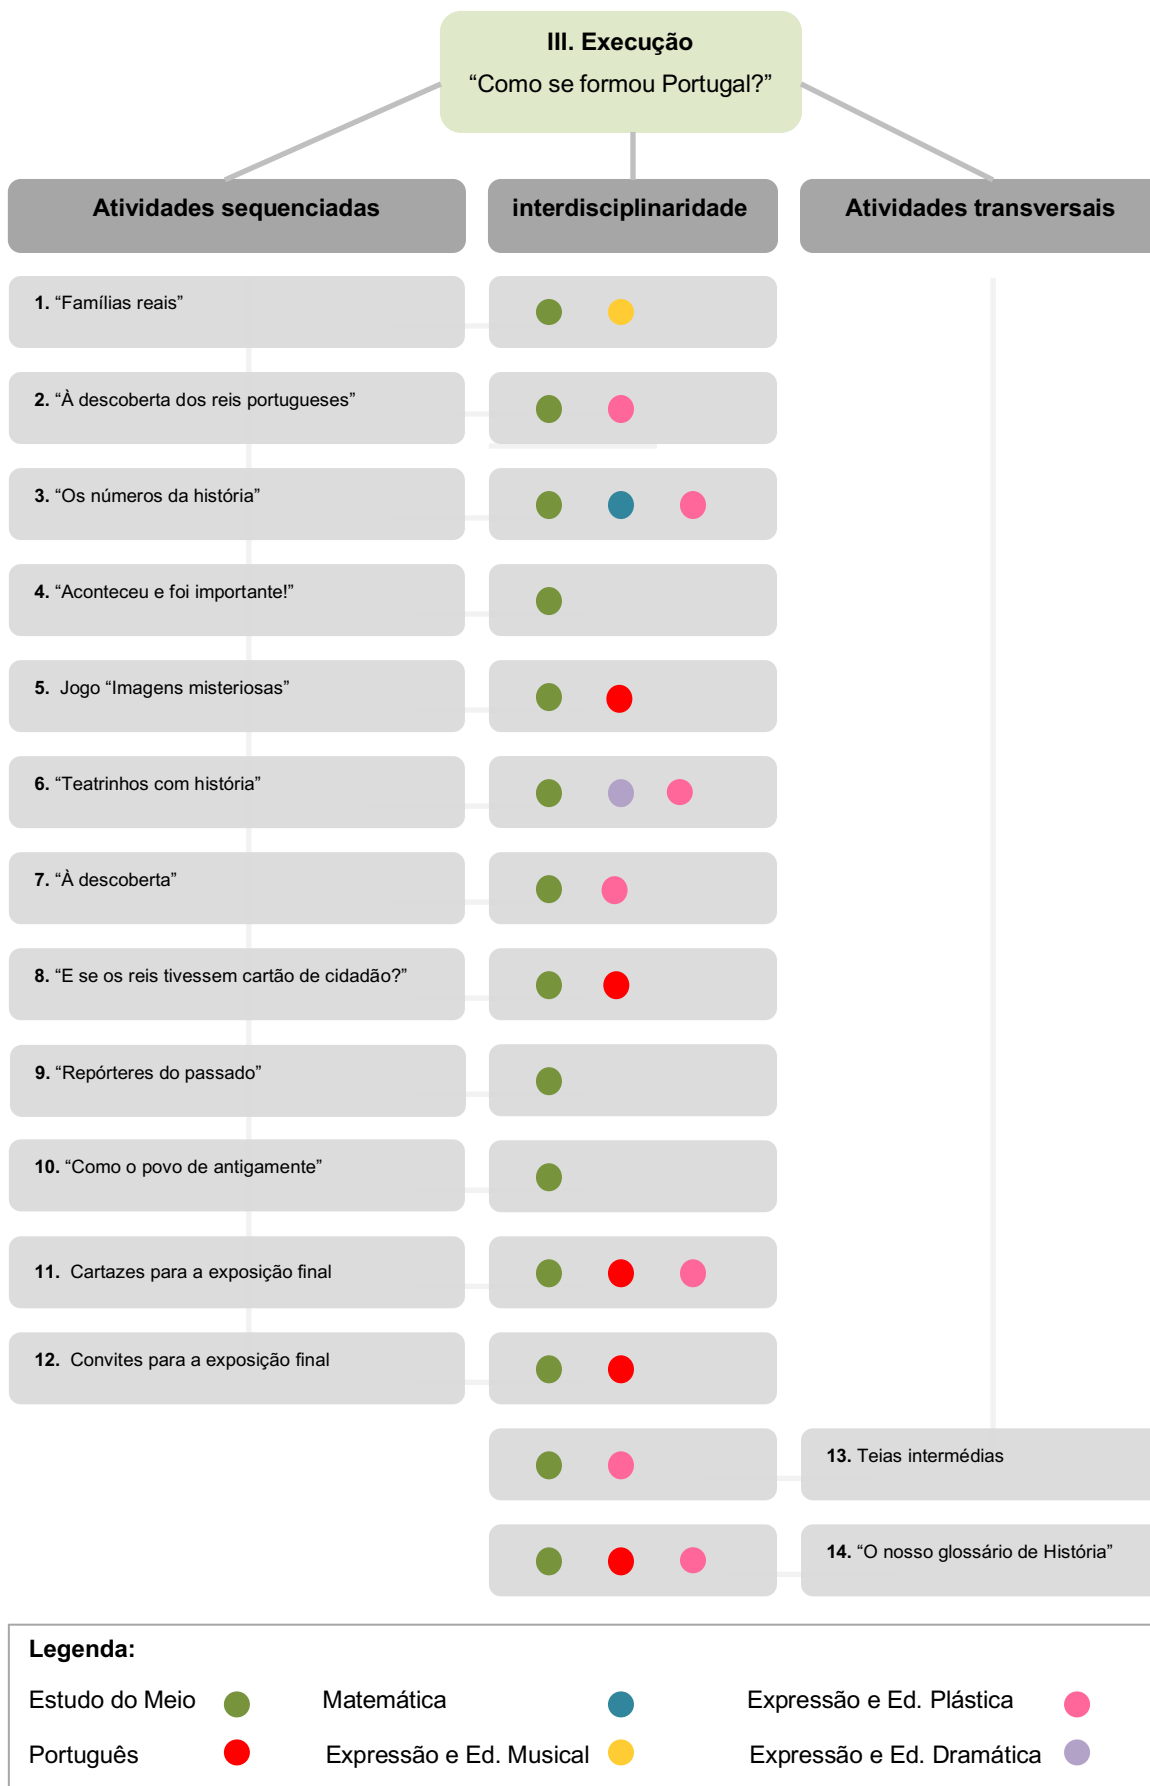 III. Execução
“Como se formou Portugal?”
Atividades sequenciadas
interdisciplinaridade
Atividades transversais
1. “Famílias reais”
2. “À descoberta dos reis portugueses”
3. “Os números da história”
4. “Aconteceu e foi importante!”
5. Jogo “Imagens misteriosas”
6. “Teatrinhos com história”
7. “À descoberta”
8. “E se os reis tivessem cartão de cidadão?”
9. “Repórteres do passado”
10. “Como o povo de antigamente”
11. Cartazes para a exposição final
12. Convites para a exposição final
13. Teias intermédias
14. “O nosso glossário de História”
Legenda:
Estudo do Meio
Matemática
Expressão e Ed. Plástica
Português
Expressão e Ed. Musical
Expressão e Ed. Dramática